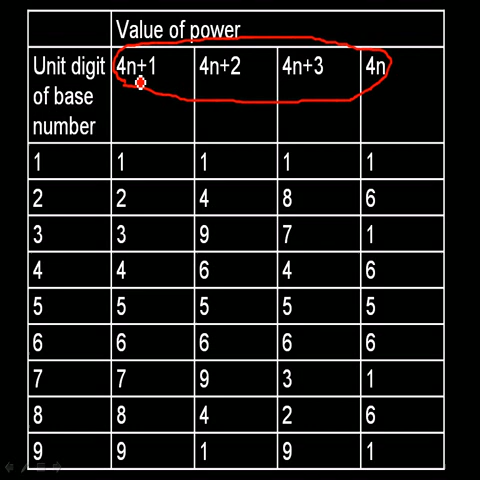 Value of power
Unit digit of base number 4n+1 4n+2 4n+3 4n
1 1 1 1 1
2 2 4 8 6
3 3 9 7 1
4 4 6 4 6
5 5 5 5 5
6 6 6 6 6
7 7 9 3 1
8 8 4 2 6
9 9 1 9 1